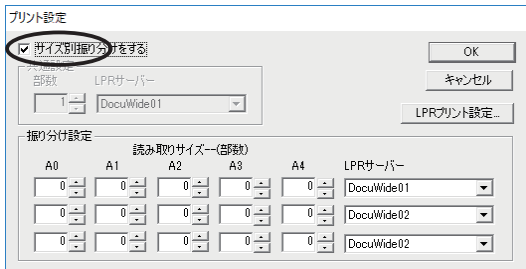 プリント設定
サイズ別振り分けをする
OK
共通設定
キャンセル
部数 LPRサーバー
1 DocuWide01
LPRプリント設定...
振り分け設定
読み取りサイズ--(部数)
A0 A1 A2 A3 A4 LPRサーバー
0 0 0 0 0 DocuWide01
0 0 0 0 0 DocuWide02
0 0 0 0 0 DocuWide02